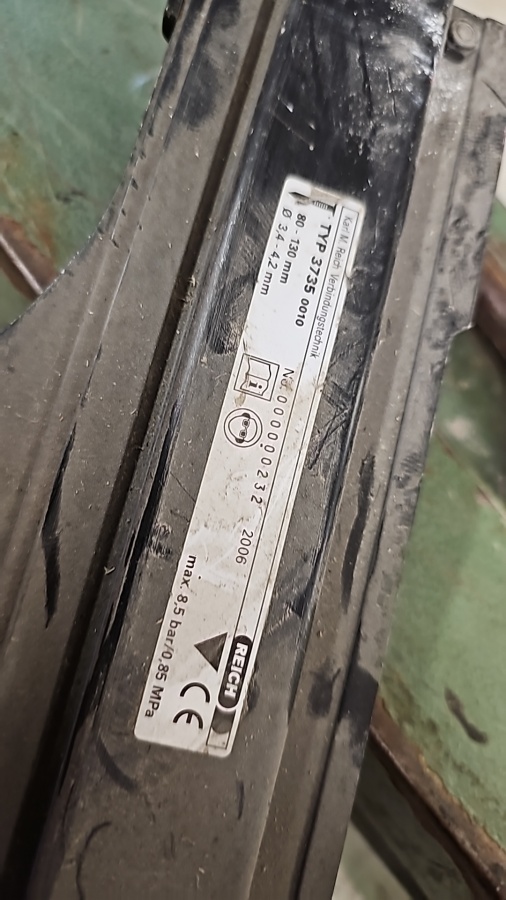 Karl M. Reich Verbindungstechnik
TYP 3735 0010
80 - 130 mm
Ø 3,4 - 4,2 mm
No. 000000232 2006
REICH
CE
max. 8,5 bar/0,85 MPa